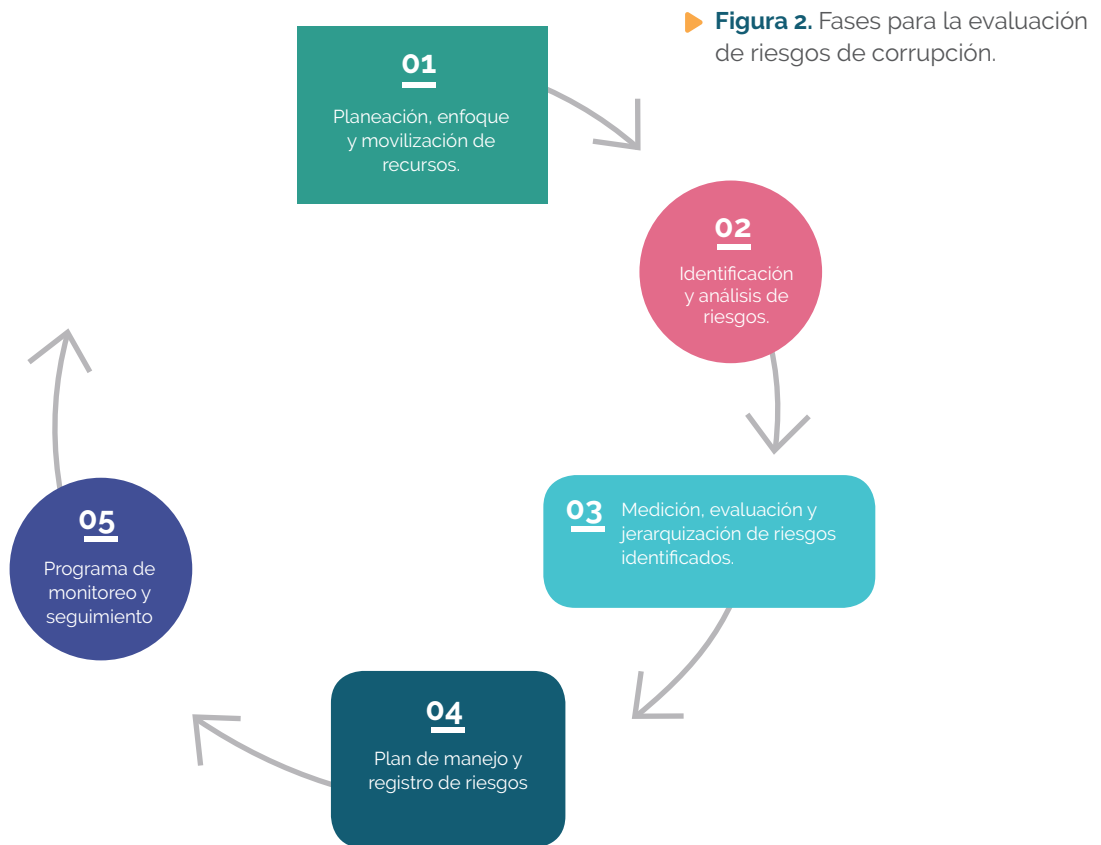 Figura 2. Fases para la evaluación
de riesgos de corrupción.
01
Planeación, enfoque
y movilización de
recursos.
02
Identificación
y análisis de
riesgos.
03
Medición, evaluación y
jerarquización de riesgos
identificados.
04
Plan de manejo y
registro de riesgos
05
Programa de
monitoreo y
seguimiento